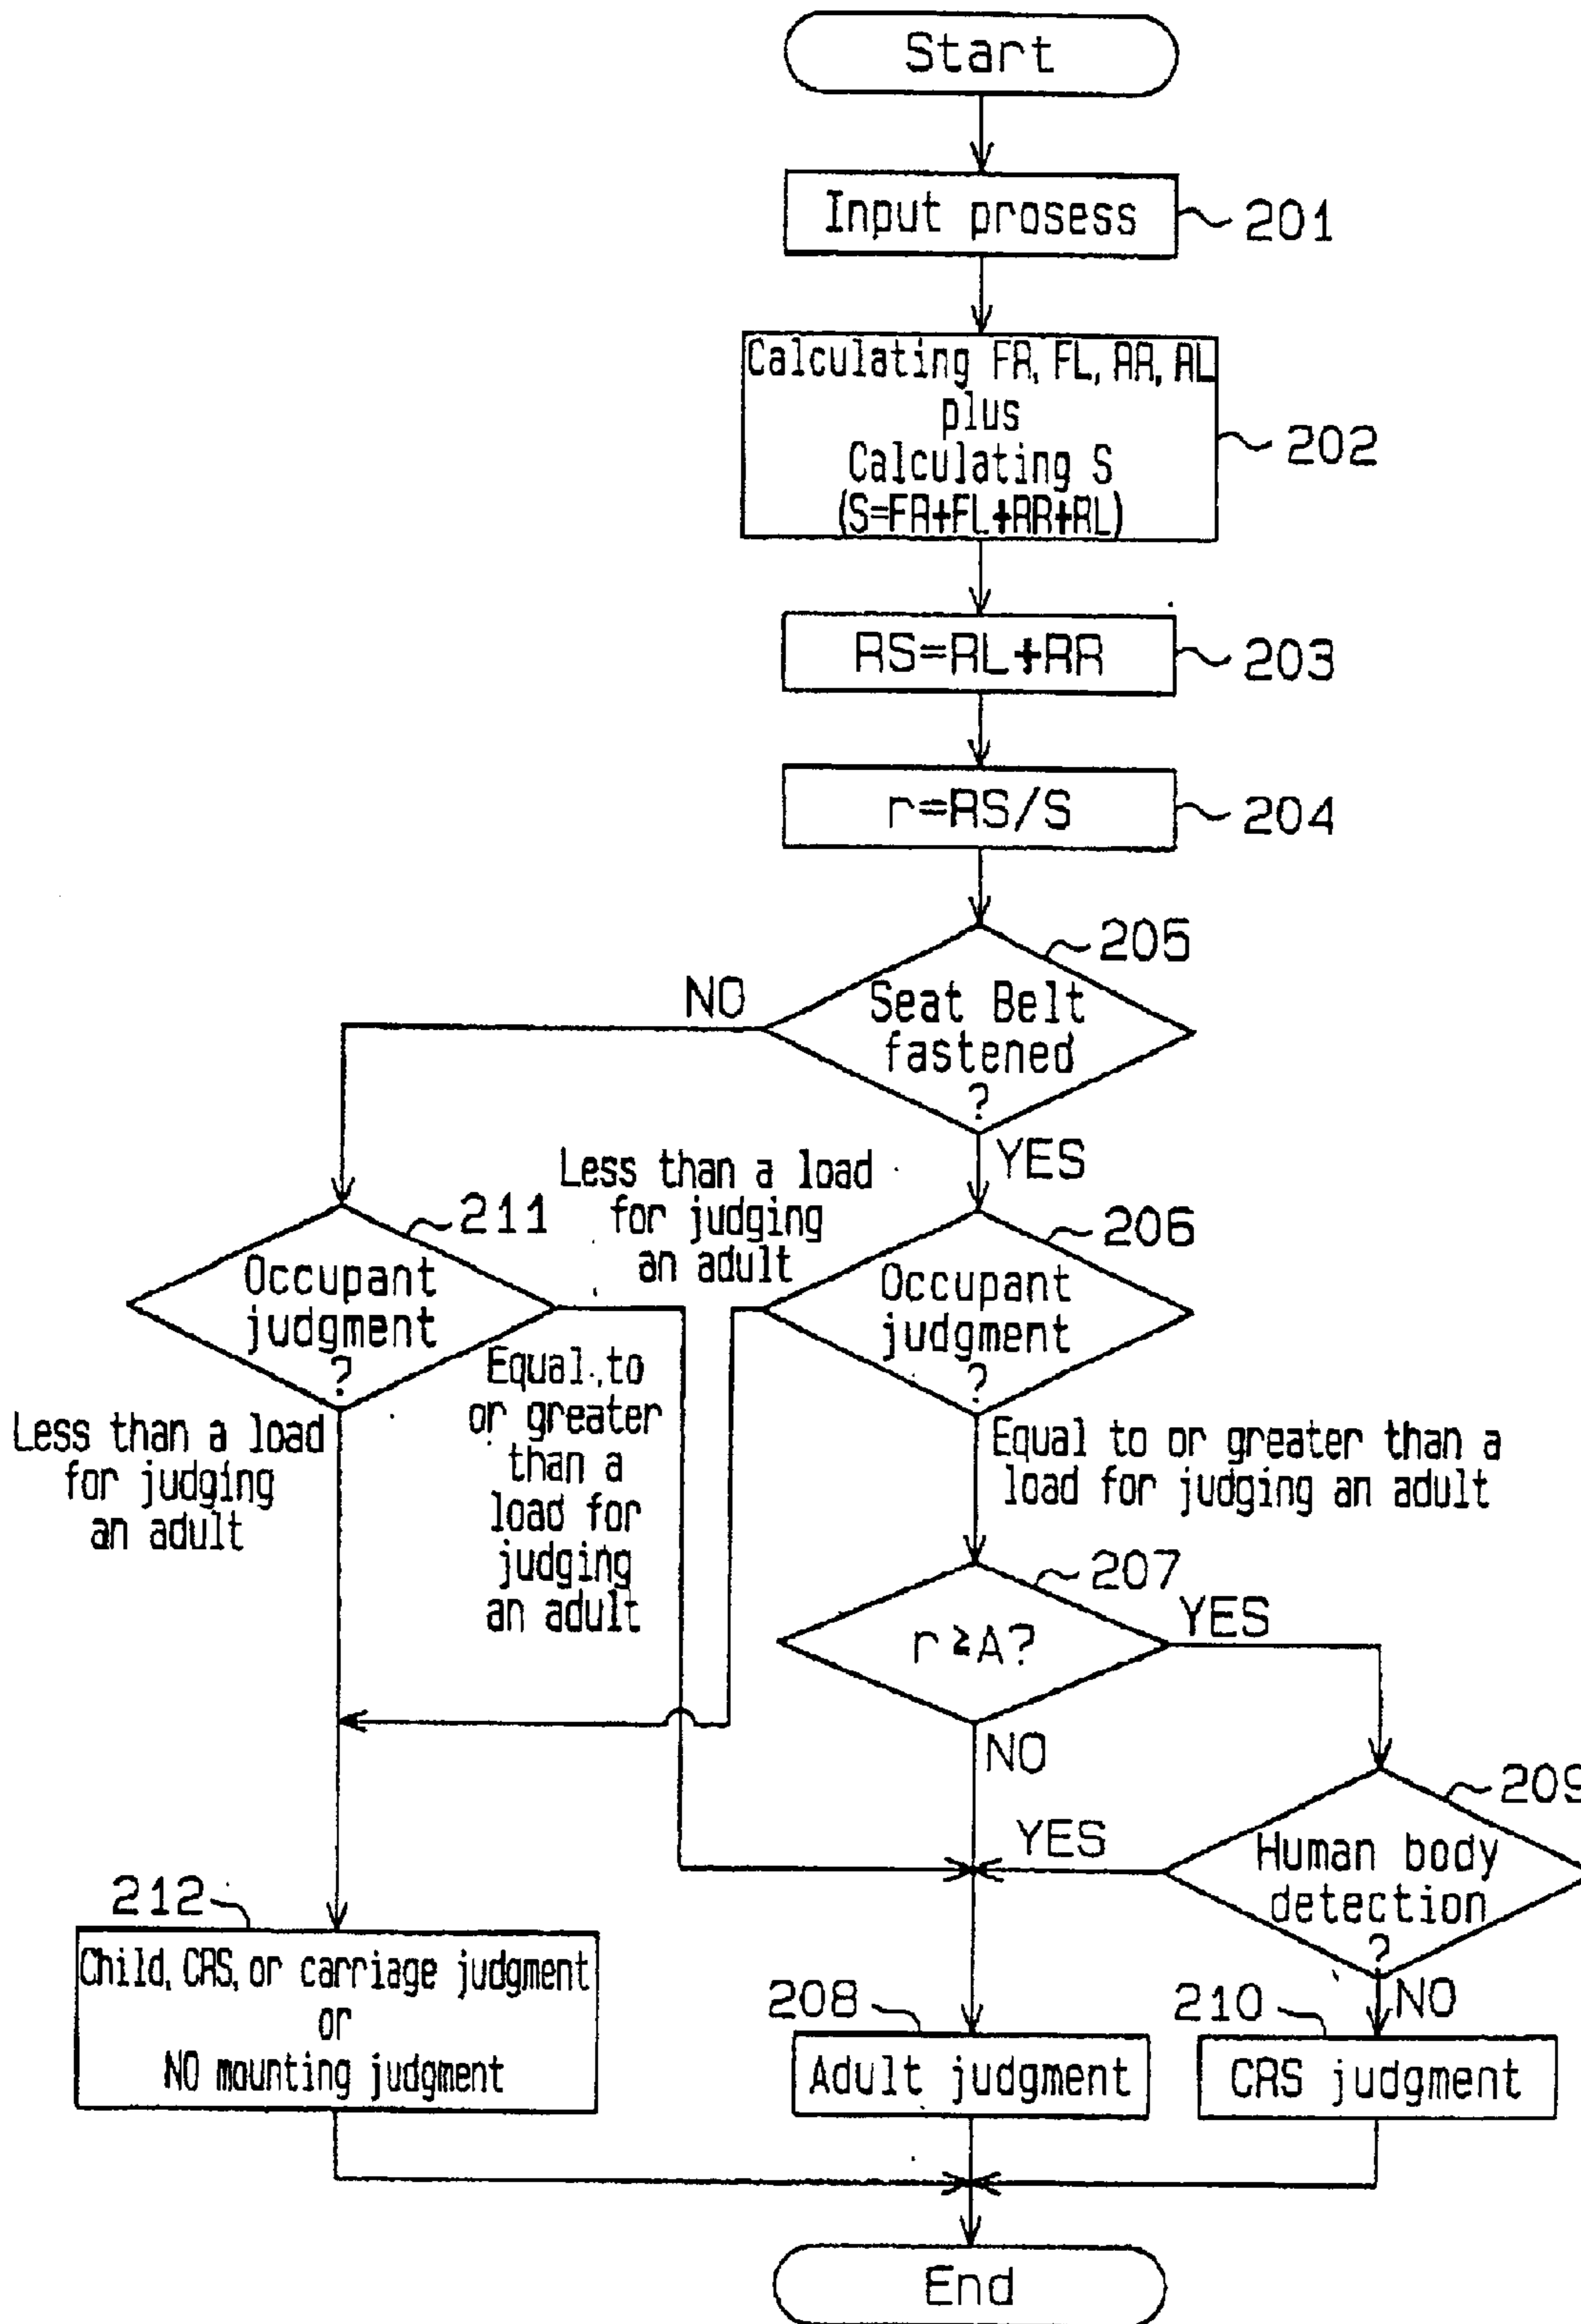 Start
Input prosess
201
Calculating FR, FL, RR, RL
plus
Calculating S
(S=FR+FL+RR+RL)
202
RS=RL+RR
203
r=RS/S
204
205
Seat Belt
fastened
?
NO
YES
211
Occupant
judgment
?
Less than a load
for judging
an adult
206
Occupant
judgment
?
Less than a load
for judging
an adult
Equal to
or greater
than a
load for
judging
an adult
Equal to or greater than a
load for judging an adult
207
r≧A?
YES
NO
209
Human body
detection
?
YES
NO
212
Child, CRS, or carriage judgment
or
NO mounting judgment
208
Adult judgment
210
CRS judgment
End